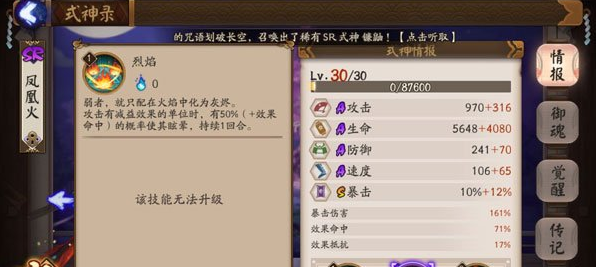 式神录
的咒语划破长空，召唤出了稀有SR式神 镰鼬！【点击听取】
SR
凤凰火
1
烈焰
0
弱者，就只配在火焰中化为灰烬。
攻击有减益效果的单位时，有50%（+效果
命中）的概率使其眩晕，持续1回合。
该技能无法升级
式神情报
Lv.30/30
0/87600
A攻击 970+316
A生命 5648+4080
A防御 241+70
A速度 106+65
S暴击 10%+12%
暴击伤害 161%
效果命中 71%
效果抵抗 17%
情报
御魂
觉醒
传记